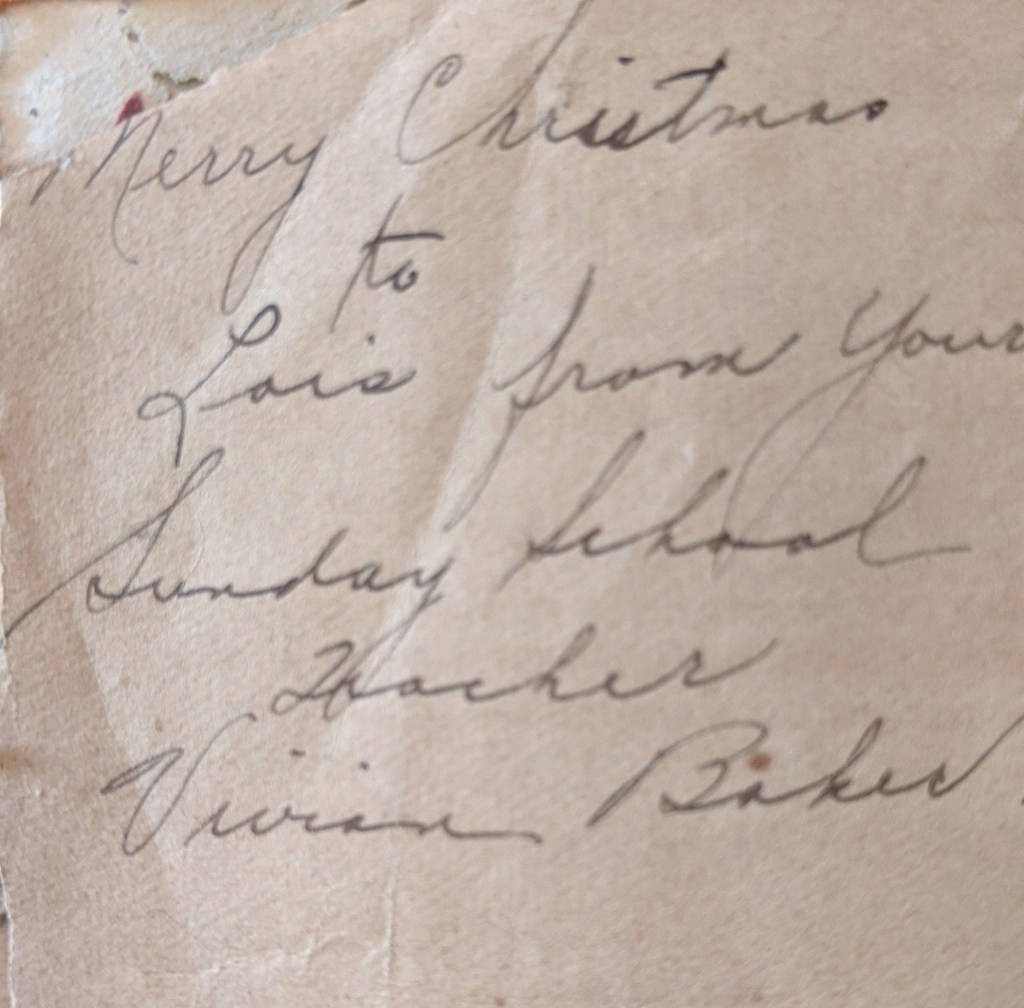 Merry Christmas
to
Lois from Your
Sunday School
Teacher
Vivian Baker.